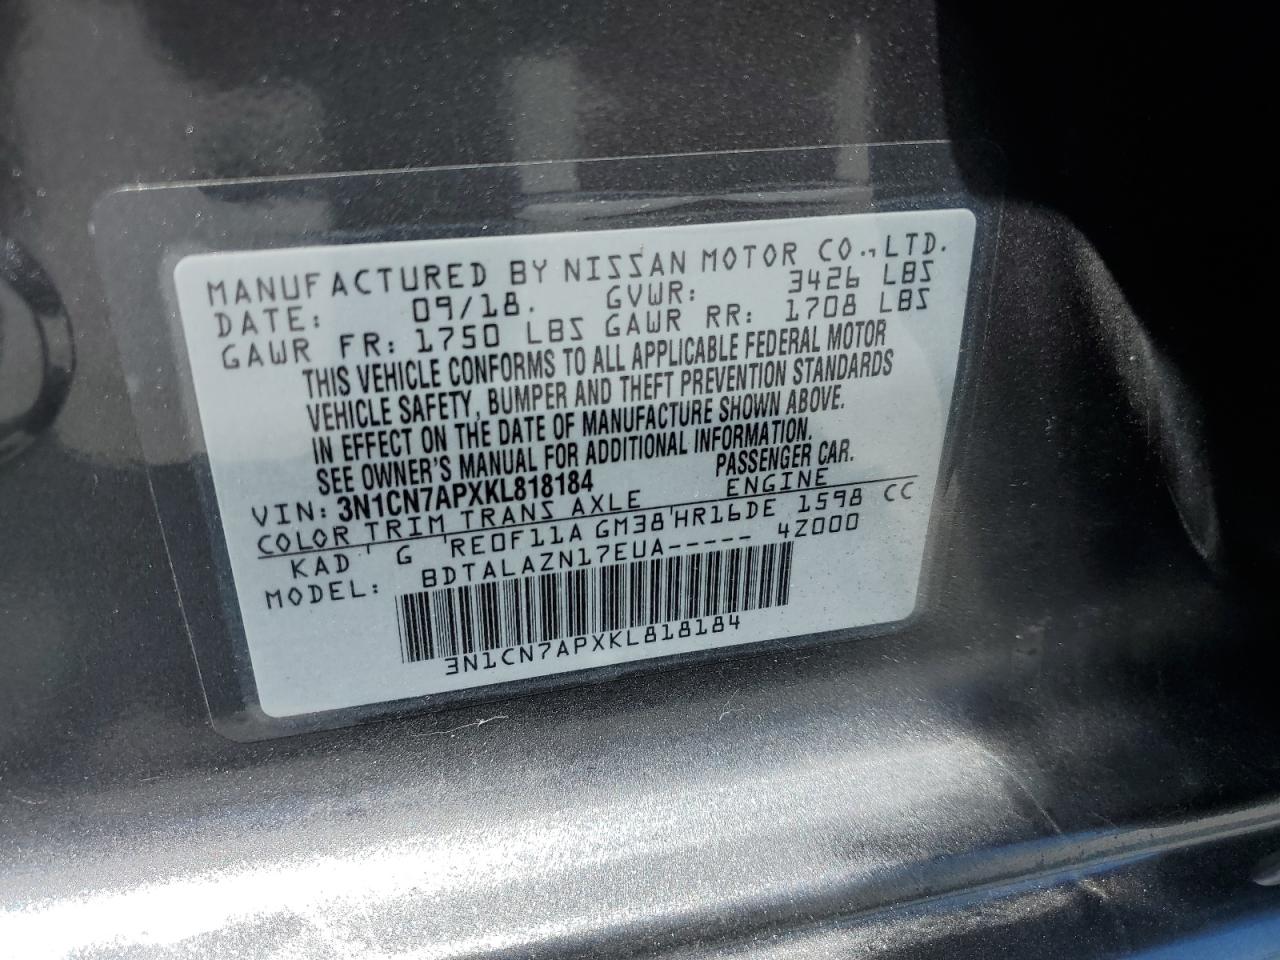 MANUFACTURED BY NISSAN MOTOR CO., LTD.
DATE: 09/18. GVWR: 3426 LBS
GAWR FR: 1750 LBS GAWR RR: 1708 LBS
THIS VEHICLE CONFORMS TO ALL APPLICABLE FEDERAL MOTOR
VEHICLE SAFETY, BUMPER AND THEFT PREVENTION STANDARDS
IN EFFECT ON THE DATE OF MANUFACTURE SHOWN ABOVE.
SEE OWNER'S MANUAL FOR ADDITIONAL INFORMATION.
VIN: 3N1CN7APXKL818184 PASSENGER CAR.
COLOR TRIM TRANS AXLE ENGINE
KAD ' G 'RE0F11A GM38'HR16DE 1598 CC
MODEL: BDTALAZN17EUA----- 4Z000
3N1CN7APXKL818184